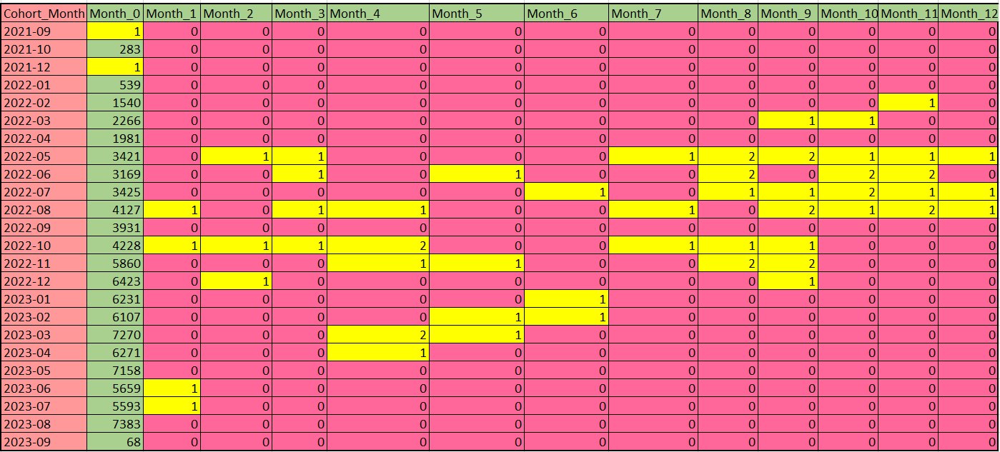 Cohort_Month Month_0 Month_1 Month_2 Month_3 Month_4 Month_5 Month_6 Month_7 Month_8 Month_9 Month_10 Month_11 Month_12
2021-09 1 0 0 0 0 0 0 0 0 0 0 0 0
2021-10 283 0 0 0 0 0 0 0 0 0 0 0 0
2021-12 1 0 0 0 0 0 0 0 0 0 0 0 0
2022-01 539 0 0 0 0 0 0 0 0 0 0 0 0
2022-02 1540 0 0 0 0 0 0 0 0 0 0 1 0
2022-03 2266 0 0 0 0 0 0 0 0 1 1 0 0
2022-04 1981 0 0 0 0 0 0 0 0 0 0 0 0
2022-05 3421 0 1 1 0 0 0 1 2 2 1 1 1
2022-06 3169 0 0 1 0 1 0 0 2 0 2 2 0
2022-07 3425 0 0 0 0 0 1 0 1 1 2 1 1
2022-08 4127 1 0 1 1 0 0 1 0 2 1 2 1
2022-09 3931 0 0 0 0 0 0 0 0 0 0 0 0
2022-10 4228 1 1 1 2 0 0 1 1 1 0 0 0
2022-11 5860 0 0 0 1 1 0 0 2 2 0 0 0
2022-12 6423 0 1 0 0 0 0 0 0 1 0 0 0
2023-01 6231 0 0 0 0 0 1 0 0 0 0 0 0
2023-02 6107 0 0 0 0 1 1 0 0 0 0 0 0
2023-03 7270 0 0 0 2 1 0 0 0 0 0 0 0
2023-04 6271 0 0 0 1 0 0 0 0 0 0 0 0
2023-05 7158 0 0 0 0 0 0 0 0 0 0 0 0
2023-06 5659 1 0 0 0 0 0 0 0 0 0 0 0
2023-07 5593 1 0 0 0 0 0 0 0 0 0 0 0
2023-08 7383 0 0 0 0 0 0 0 0 0 0 0 0
2023-09 68 0 0 0 0 0 0 0 0 0 0 0 0